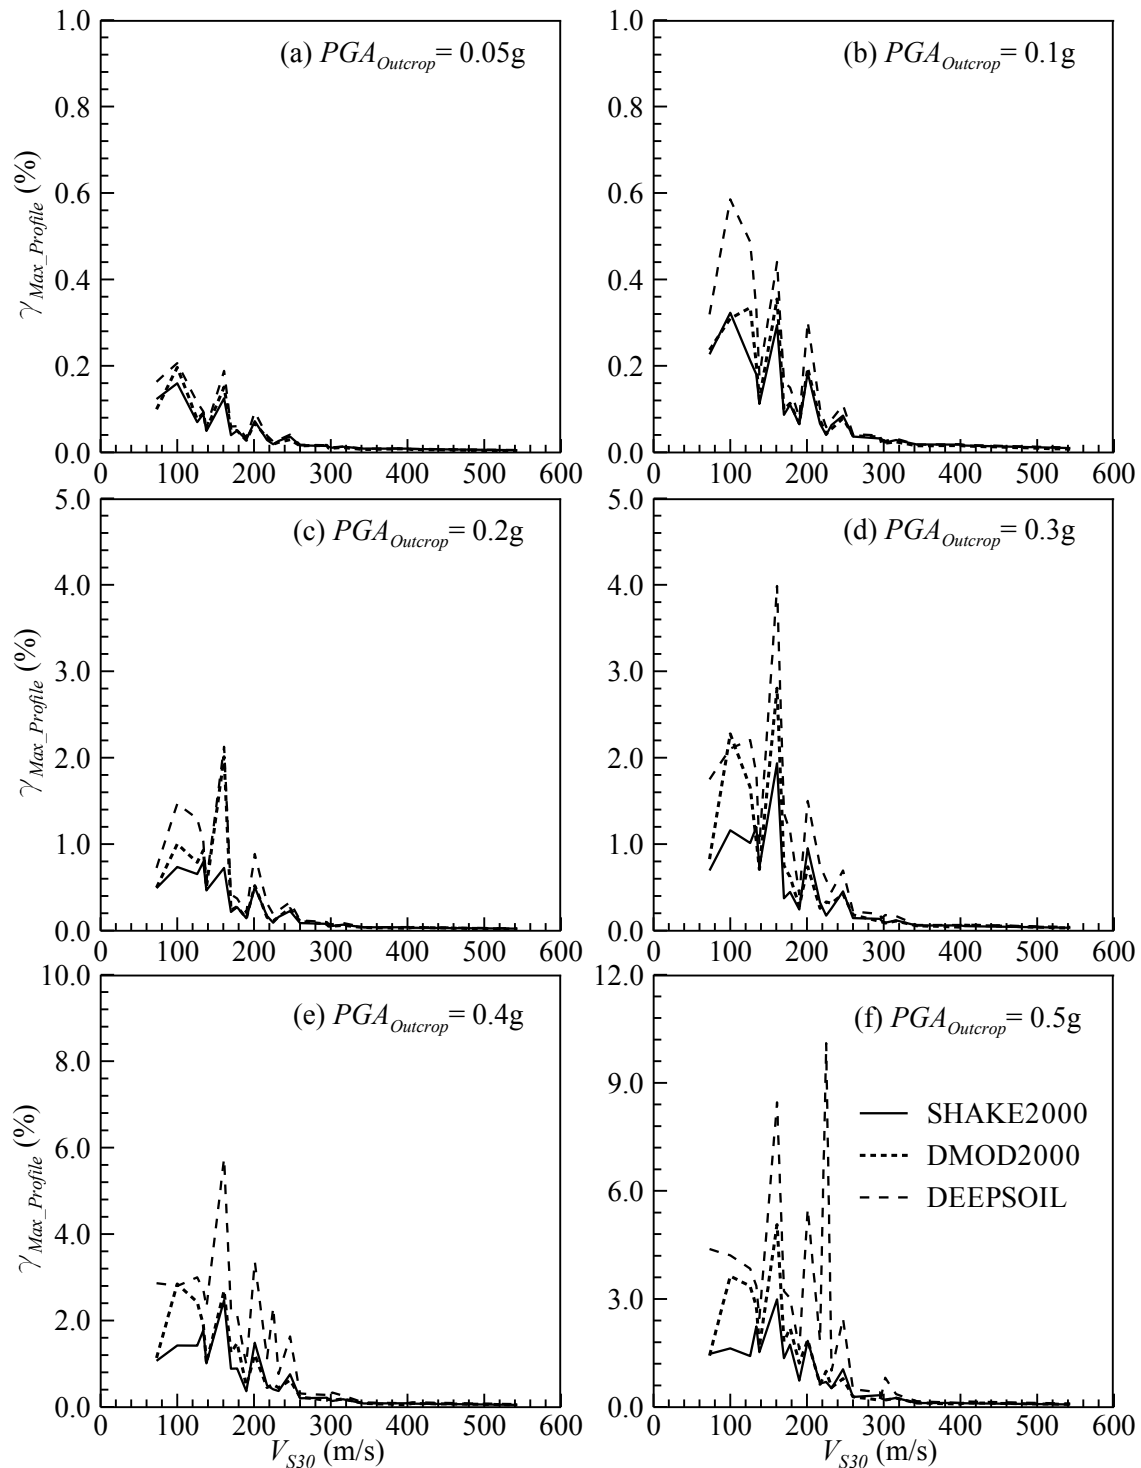 (a) PGA_Outcrop= 0.05g
1.0
0.8
0.6
0.4
0.2
0.0
0 100 200 300 400 500 600
γ_Max_Profile (%)
(b) PGA_Outcrop= 0.1g
1.0
0.8
0.6
0.4
0.2
0.0
0 100 200 300 400 500 600
(c) PGA_Outcrop= 0.2g
5.0
4.0
3.0
2.0
1.0
0.0
0 100 200 300 400 500 600
γ_Max_Profile (%)
(d) PGA_Outcrop= 0.3g
5.0
4.0
3.0
2.0
1.0
0.0
0 100 200 300 400 500 600
(e) PGA_Outcrop= 0.4g
10.0
8.0
6.0
4.0
2.0
0.0
0 100 200 300 400 500 600
γ_Max_Profile (%)
V_S30 (m/s)
(f) PGA_Outcrop= 0.5g
12.0
9.0
6.0
3.0
0.0
SHAKE2000
DMOD2000
DEEPSOIL
0 100 200 300 400 500 600
V_S30 (m/s)